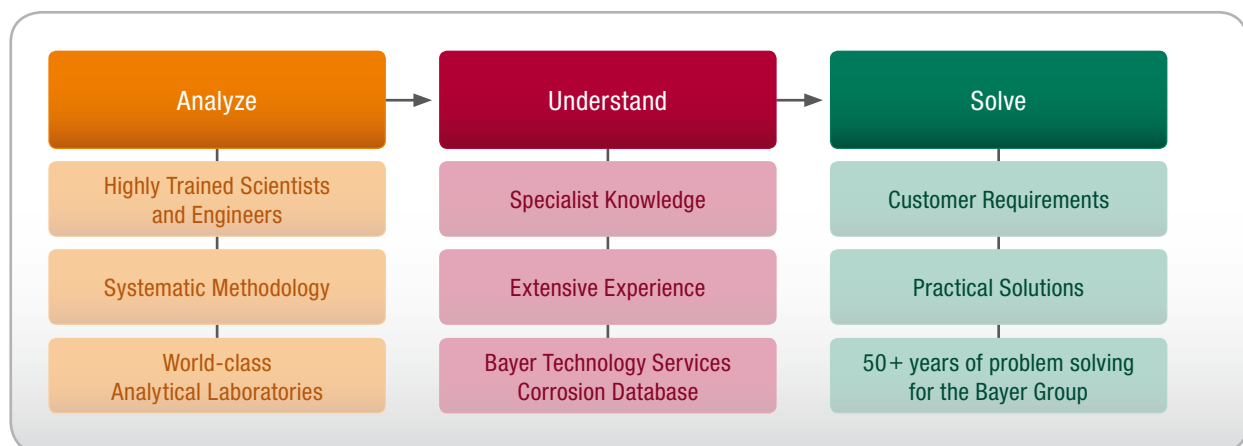 Analyze
Highly Trained Scientists
and Engineers
Systematic Methodology
World-class
Analytical Laboratories
Understand
Specialist Knowledge
Extensive Experience
Bayer Technology Services
Corrosion Database
Solve
Customer Requirements
Practical Solutions
50+ years of problem solving
for the Bayer Group